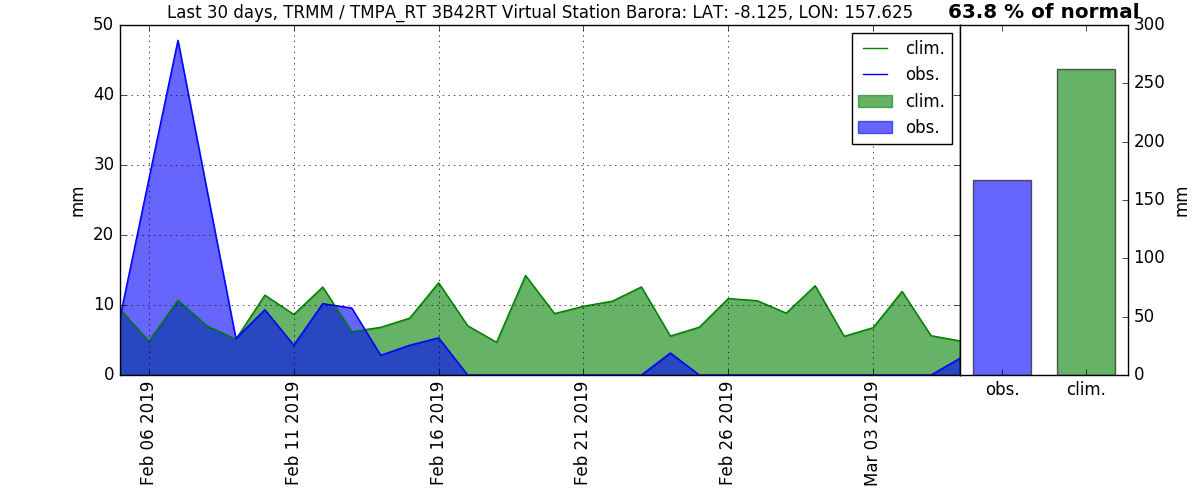 Last 30 days, TRMM / TMPA_RT 3B42RT Virtual Station Barora: LAT: -8.125, LON: 157.625
63.8 % of normal
50
40
30
20
10
0
mm
clim.
obs.
clim.
obs.
300
250
200
150
100
50
0
mm
obs.
clim.
Feb 06 2019
Feb 11 2019
Feb 16 2019
Feb 21 2019
Feb 26 2019
Mar 03 2019